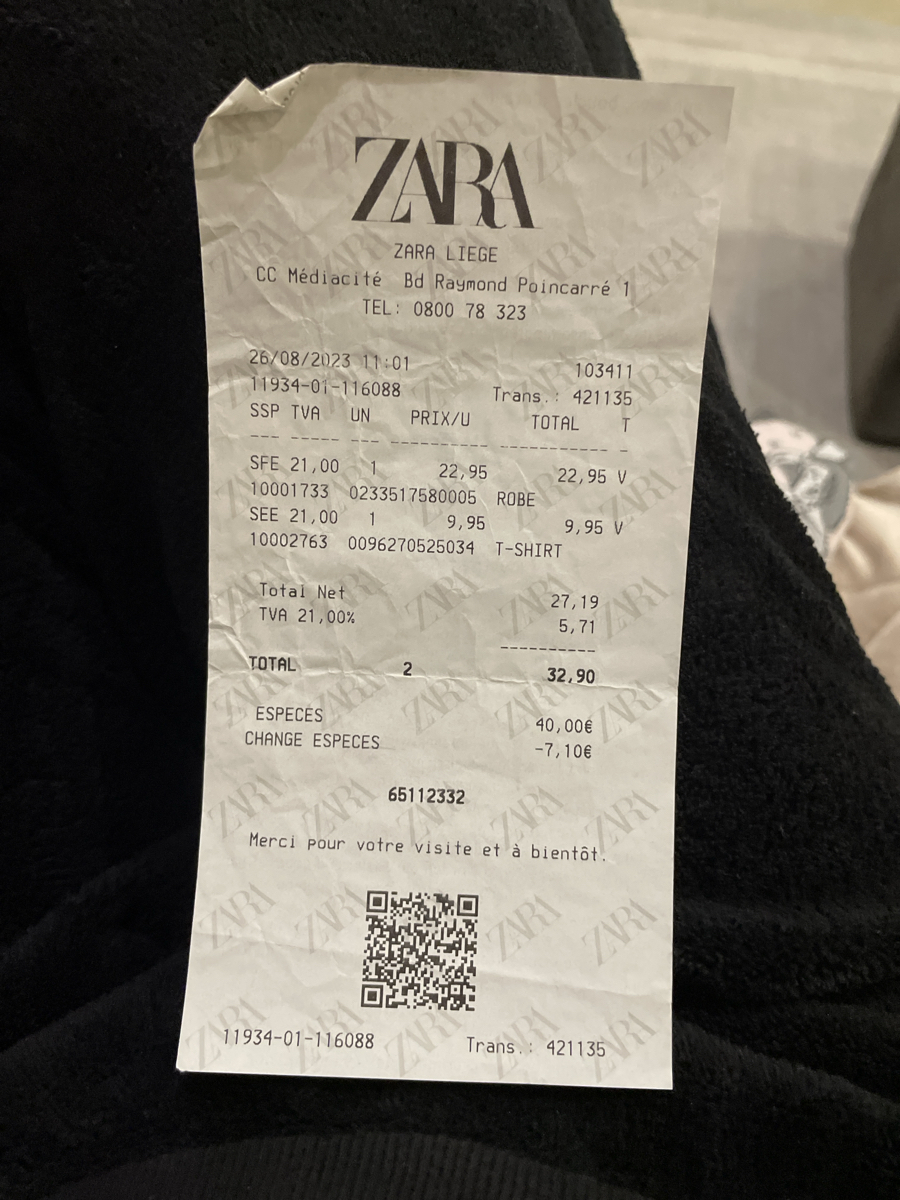 ZARA
ZARA LIEGE
CC Médiacité Bd Raymond Poincarré 1
TEL: 0800 78 323
26/08/2023 11:01 103411
11934-01-116088 Trans.: 421135
SSP TVA UN PRIX/U TOTAL T
--- ----- --- ---------- ----------- -
SFE 21,00 1 22,95 22,95 V
10001733 0233517580005 ROBE
SEE 21,00 1 9,95 9,95 V
10002763 0096270525034 T-SHIRT
Total Net 27,19
TVA 21,00% 5,71
----------
TOTAL 2 32,90
ESPECES 40,00€
CHANGE ESPECES -7,10€
65112332
Merci pour votre visite et à bientôt.
11934-01-116088 Trans.: 421135